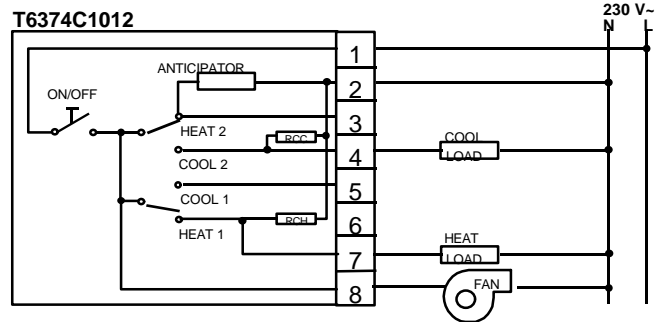 T6374C1012
230 V~
N L
ANTICIPATOR
ON/OFF
HEAT 2
RCC
COOL 2
COOL 1
RCH
HEAT 1
1
2
3
4
5
6
7
8
COOL
LOAD
HEAT
LOAD
FAN